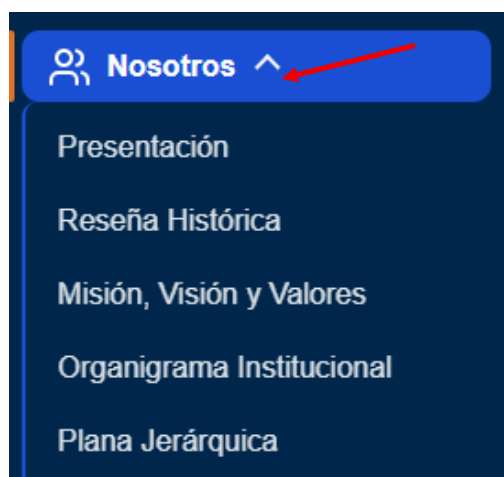 Nosotros
Presentación
Reseña Histórica
Misión, Visión y Valores
Organigrama Institucional
Plana Jerárquica